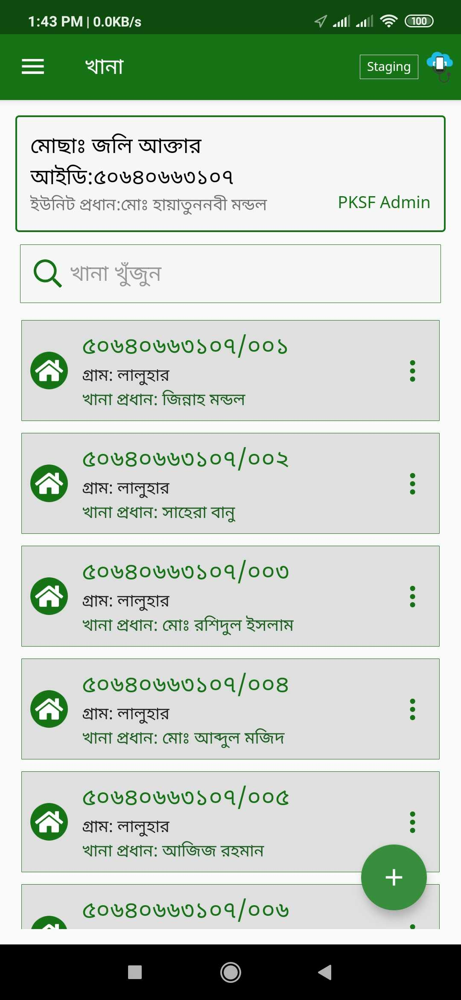 1:43 PM | 0.0KB/s 100
খানা
Staging
মোছাঃ জলি আক্তার
আইডি:৫০৬৪০৬৬৩১০৭
ইউনিট প্রধান:মোঃ হায়াতুননবী মন্ডল
PKSF Admin
খানা খুঁজুন
৫০৬৪০৬৬৩১০৭/০০১
গ্রাম: লালুহার
খানা প্রধান: জিন্নাহ মন্ডল
৫০৬৪০৬৬৩১০৭/০০২
গ্রাম: লালুহার
খানা প্রধান: সাহেরা বানু
৫০৬৪০৬৬৩১০৭/০০৩
গ্রাম: লালুহার
খানা প্রধান: মোঃ রশিদুল ইসলাম
৫০৬৪০৬৬৩১০৭/০০৪
গ্রাম: লালুহার
খানা প্রধান: মোঃ আব্দুল মজিদ
৫০৬৪০৬৬৩১০৭/০০৫
গ্রাম: লালুহার
খানা প্রধান: আজিজ রহমান
৫০৬৪০৬৬৩১০৭/০০৬